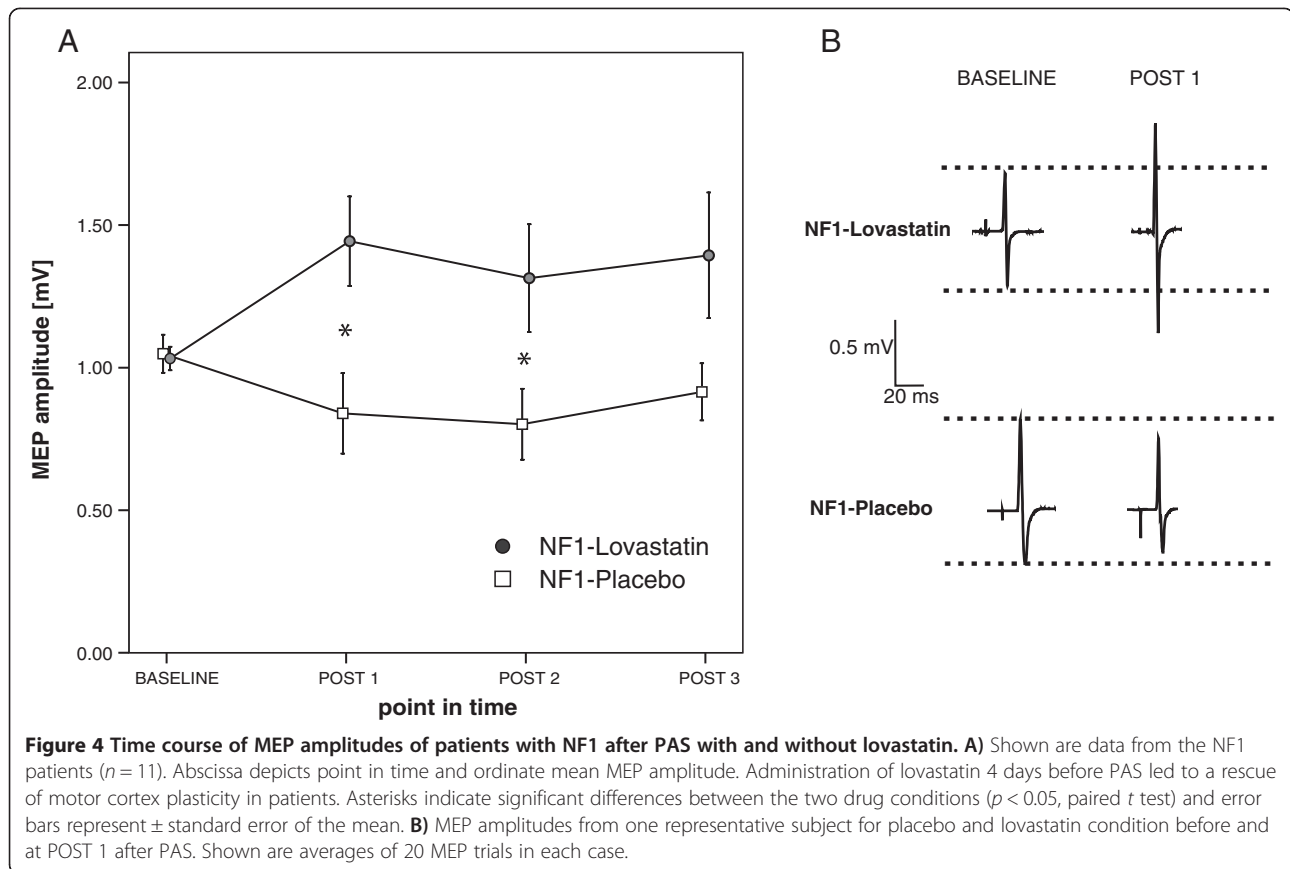 A
B
2.00
1.50
1.00
0.50
0.00
MEP amplitude [mV]
*
*
NF1-Lovastatin
NF1-Placebo
BASELINE
POST 1
POST 2
POST 3
point in time
BASELINE
POST 1
NF1-Lovastatin
0.5 mV
20 ms
NF1-Placebo
Figure 4 Time course of MEP amplitudes of patients with NF1 after PAS with and without lovastatin. A) Shown are data from the NF1
patients (n = 11). Abscissa depicts point in time and ordinate mean MEP amplitude. Administration of lovastatin 4 days before PAS led to a rescue
of motor cortex plasticity in patients. Asterisks indicate significant differences between the two drug conditions (p < 0.05, paired t test) and error
bars represent ± standard error of the mean. B) MEP amplitudes from one representative subject for placebo and lovastatin condition before and
at POST 1 after PAS. Shown are averages of 20 MEP trials in each case.